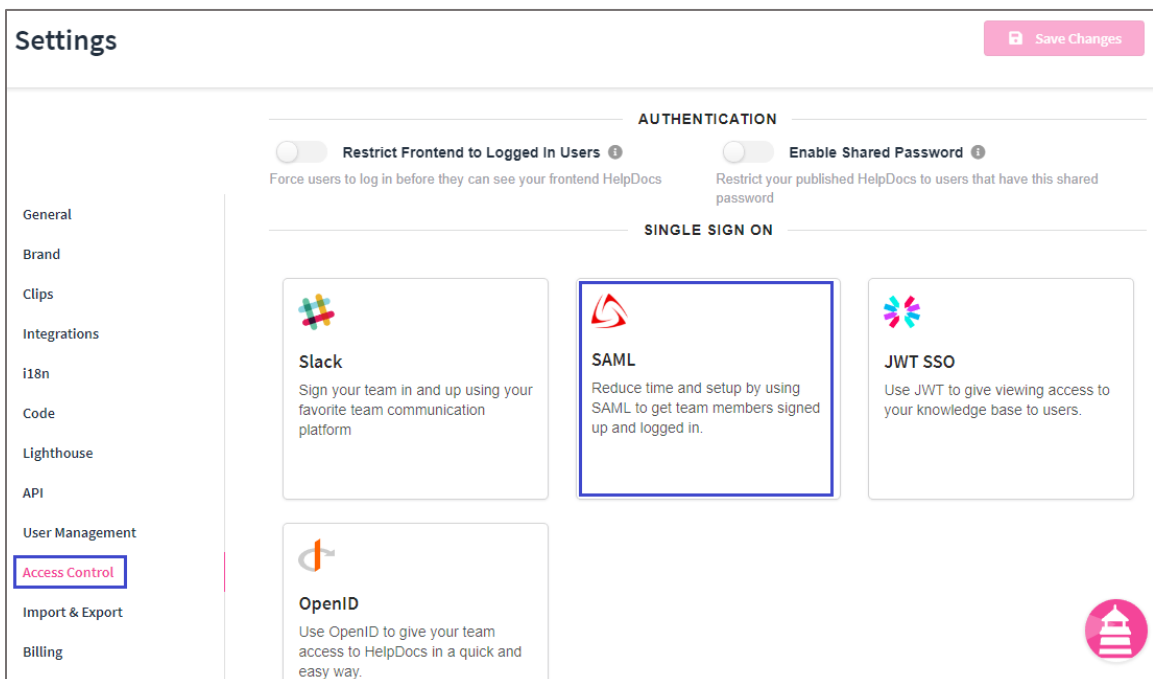 Settings
Save Changes
AUTHENTICATION
Restrict Frontend to Logged In Users
Force users to log in before they can see your frontend HelpDocs
Enable Shared Password
Restrict your published HelpDocs to users that have this shared
password
General
Brand
Clips
Integrations
i18n
Code
Lighthouse
API
User Management
Access Control
Import & Export
Billing
SINGLE SIGN ON
Slack
Sign your team in and up using your
favorite team communication
platform
SAML
Reduce time and setup by using
SAML to get team members signed
up and logged in.
JWT SSO
Use JWT to give viewing access to
your knowledge base to users.
OpenID
Use OpenID to give your team
access to HelpDocs in a quick and
easy way.